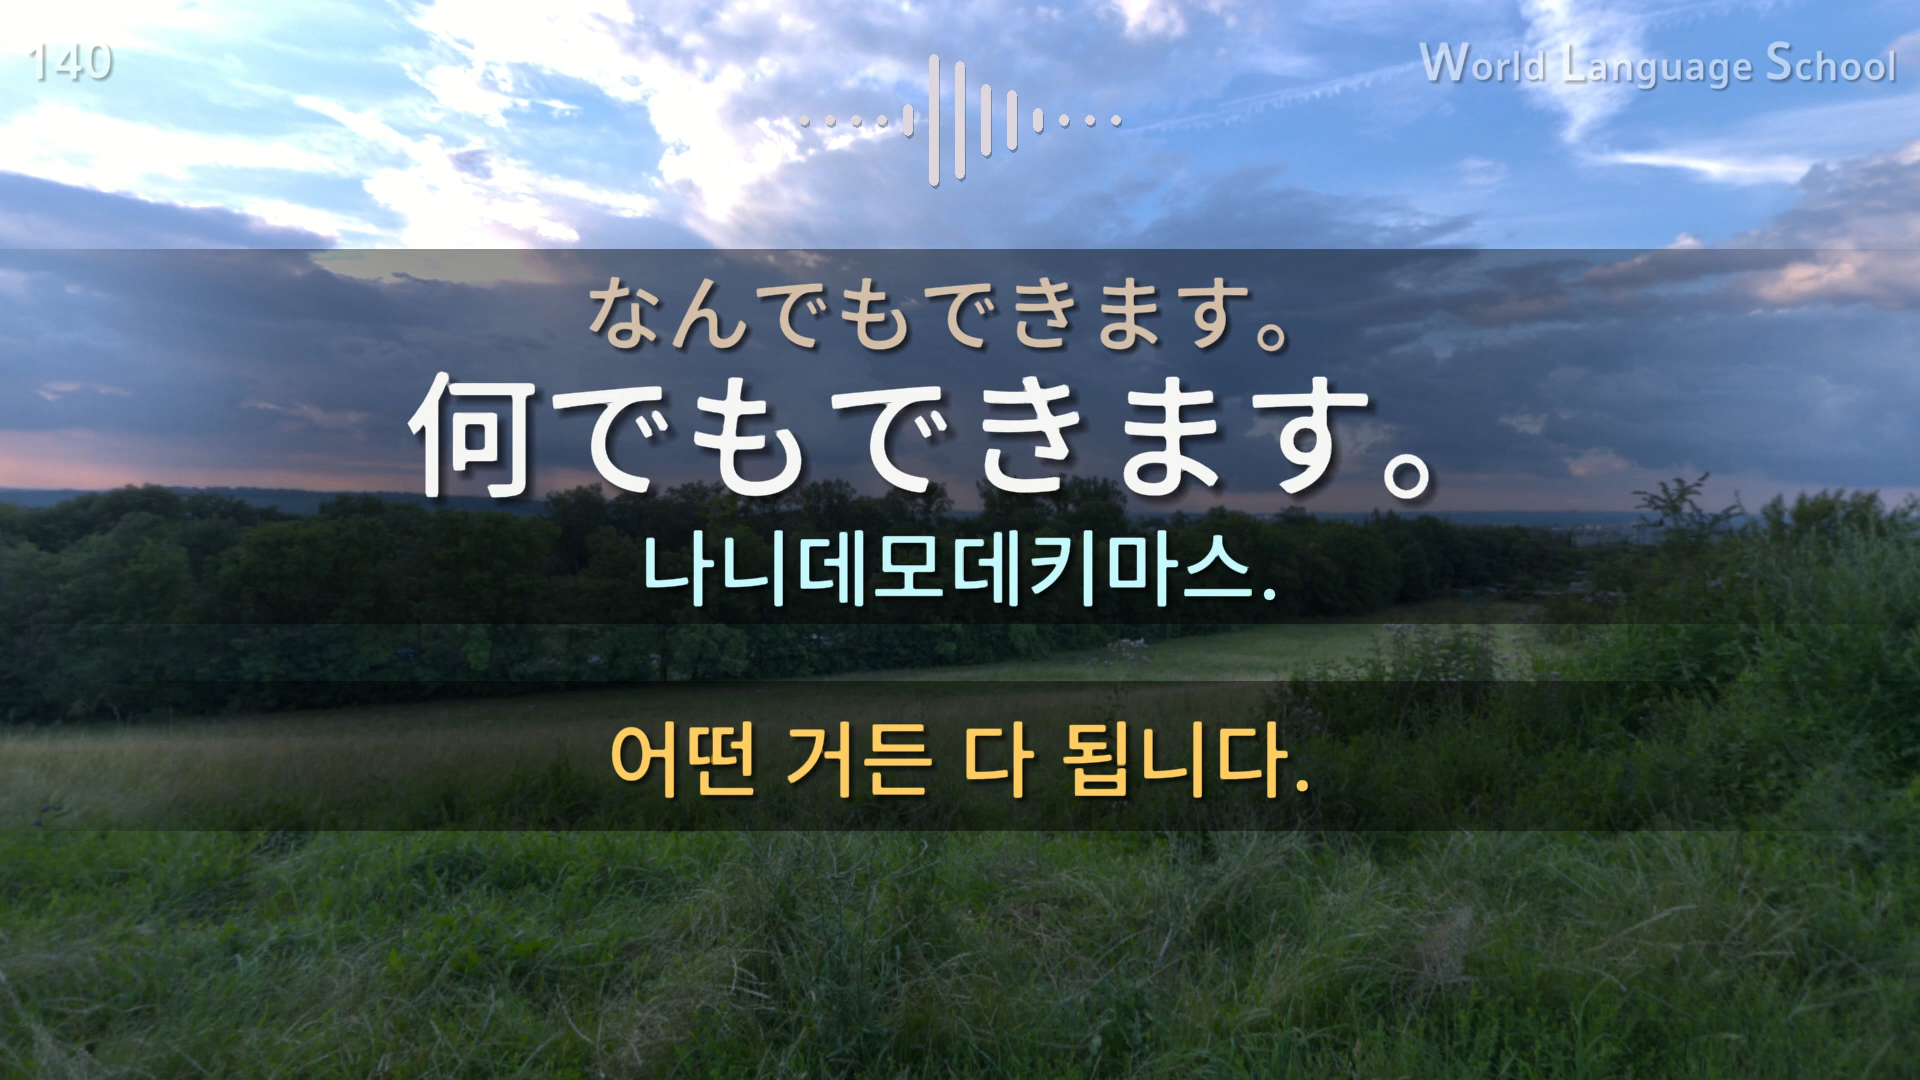 140
World Language School
なんでもできます。
何でもできます。
나니데모데키마스.
어떤 거든 다 됩니다.